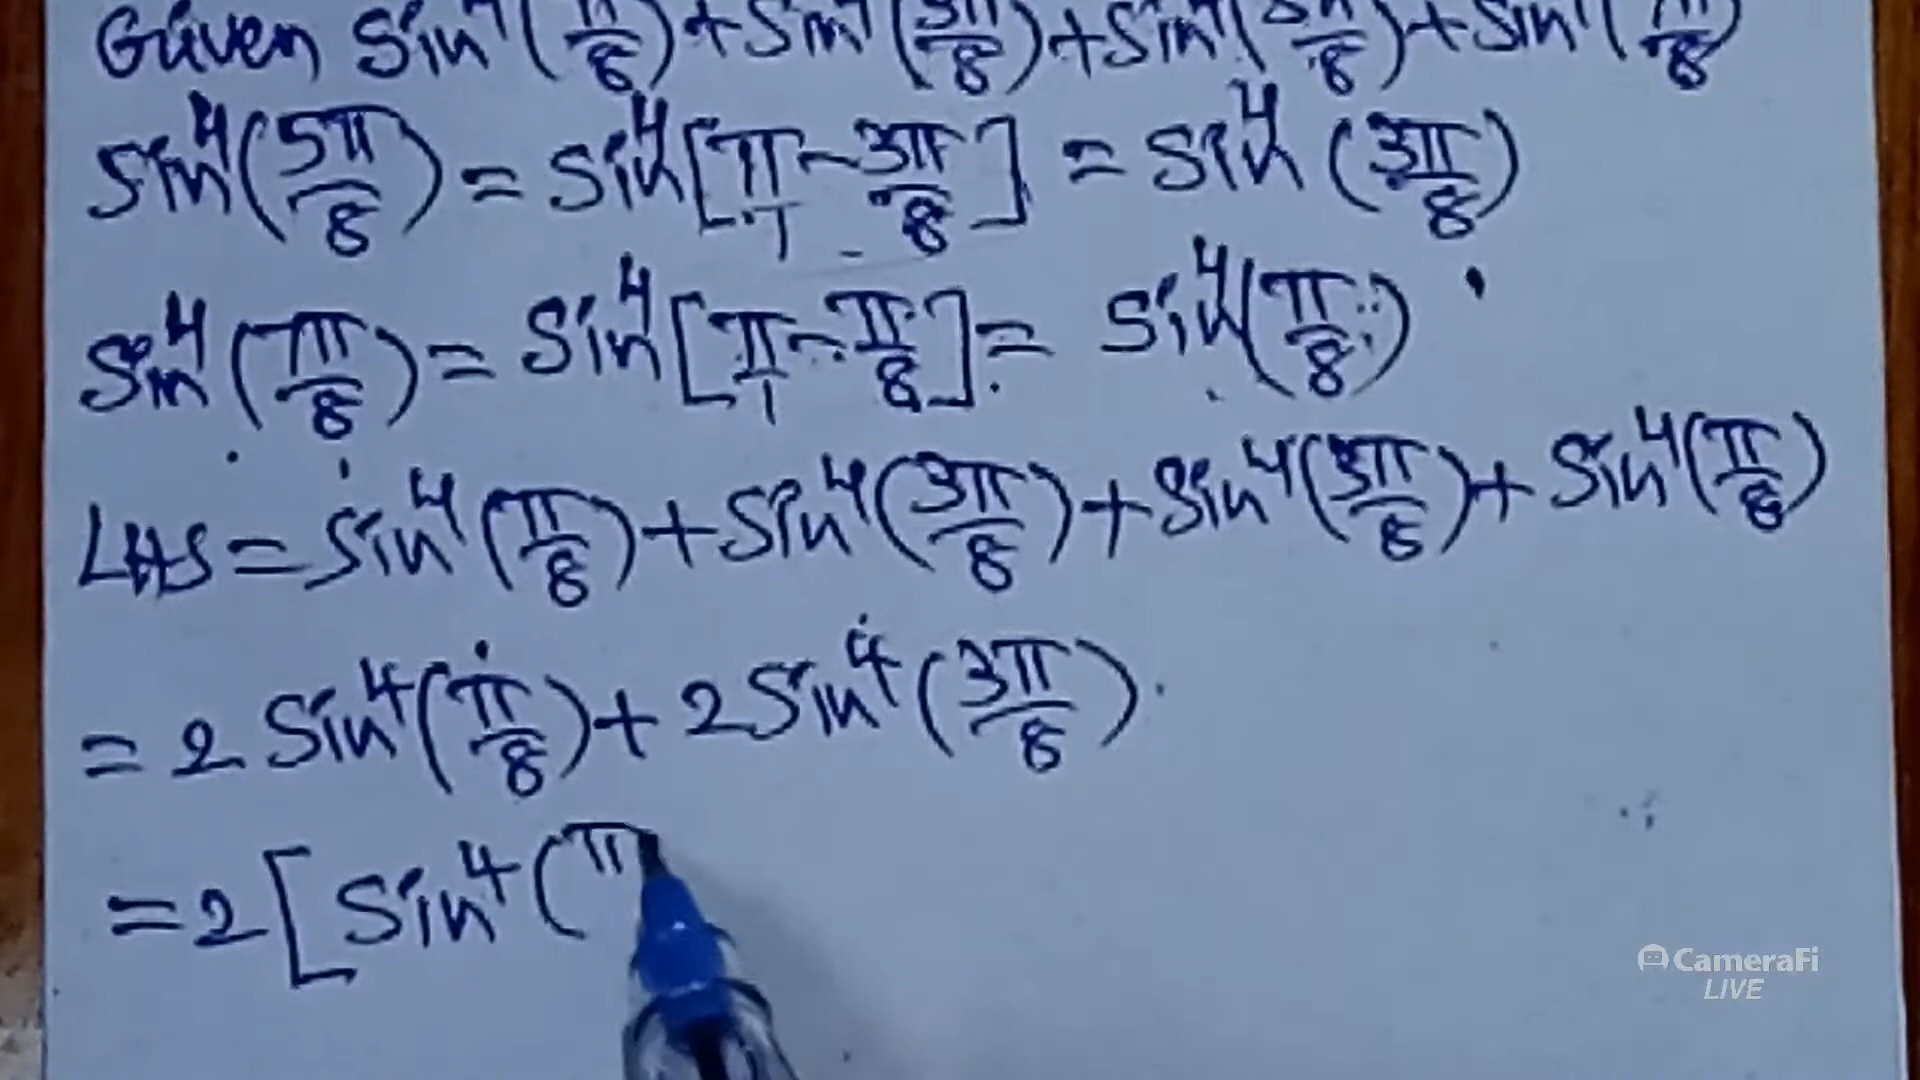 Given Sin⁴(π/8)+Sin⁴(3π/8)+Sin⁴(5π/8)+Sin⁴(7π/8)
Sin⁴(5π/8) = Sin⁴[π/1 - 3π/8] = Sin⁴(3π/8)
Sin⁴(7π/8) = Sin⁴[π/1 - π/8] = Sin⁴(π/8)
LHS = Sin⁴(π/8)+Sin⁴(3π/8)+Sin⁴(3π/8)+Sin⁴(π/8)
= 2 Sin⁴(π/8)+2 Sin⁴(3π/8)
= 2 [ Sin⁴(π
CameraFi
LIVE